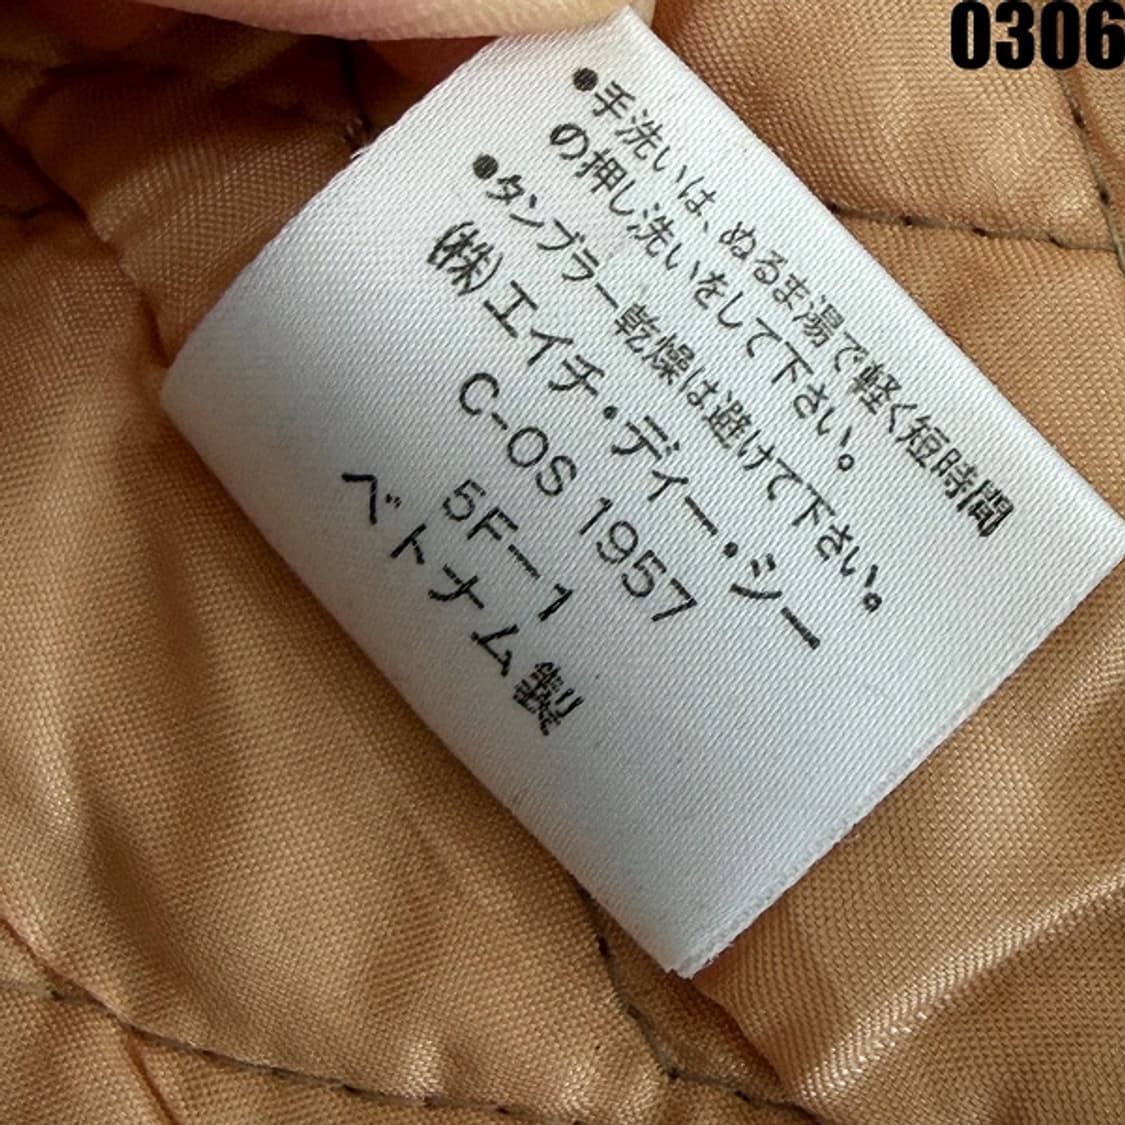 0306
●手洗いは、ぬるま湯で軽く短時間
の押し洗いをして下さい。
●タンブラー乾燥は避けて下さい。
(株)エイチ・ディー・シー
C-OS 1957
5F-1
ベトナム製